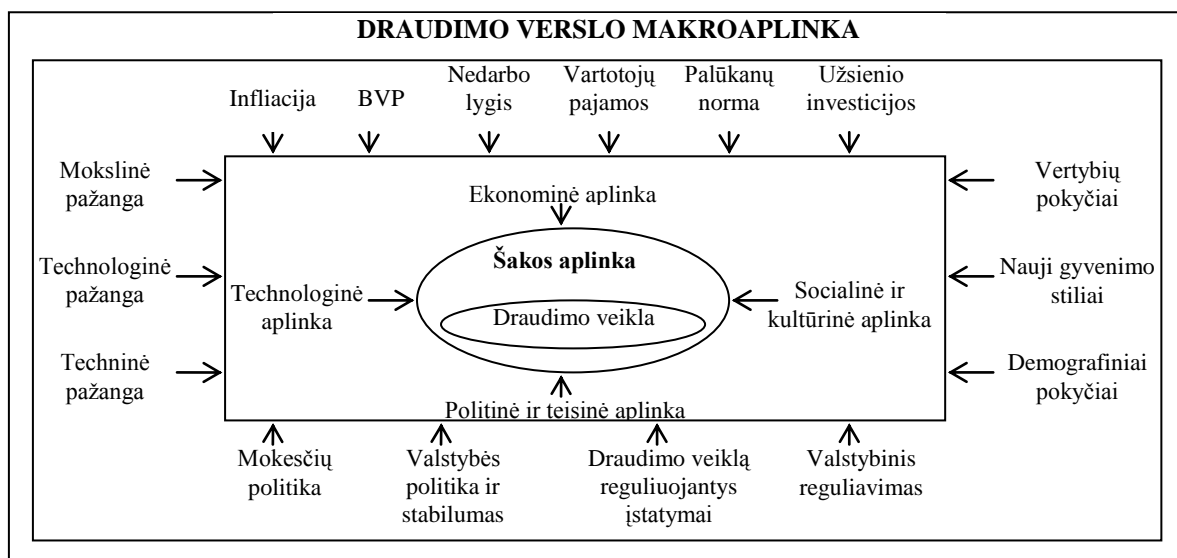 DRAUDIMO VERSLO MAKROAPLINKA
Infliacija
BVP
Nedarbo
lygis
Vartotojų
pajamos
Palūkanų
norma
Užsienio
investicijos
Mokslinė
pažanga
Technologinė
pažanga
Techninė
pažanga
Ekonominė aplinka
Šakos aplinka
Draudimo veikla
Technologinė
aplinka
Socialinė ir
kultūrinė aplinka
Politinė ir teisinė aplinka
Vertybių
pokyčiai
Nauji gyvenimo
stiliai
Demografiniai
pokyčiai
Mokesčių
politika
Valstybės
politika ir
stabilumas
Draudimo veiklą
reguliuojantys
įstatymai
Valstybinis
reguliavimas